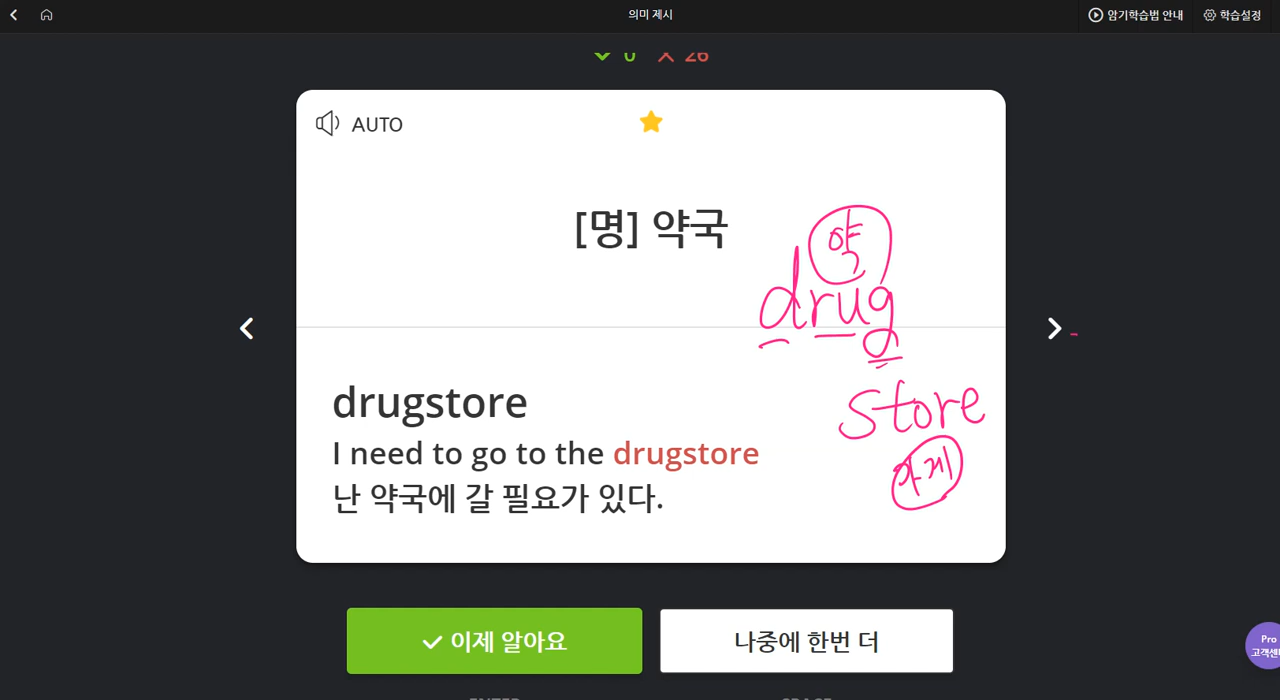 의미 제시
암기학습법 안내
학습설정
0 26
AUTO
[명] 약국
약
drug
drugstore
store
I need to go to the drugstore
가게
난 약국에 갈 필요가 있다.
이제 알아요
나중에 한번 더
Pro